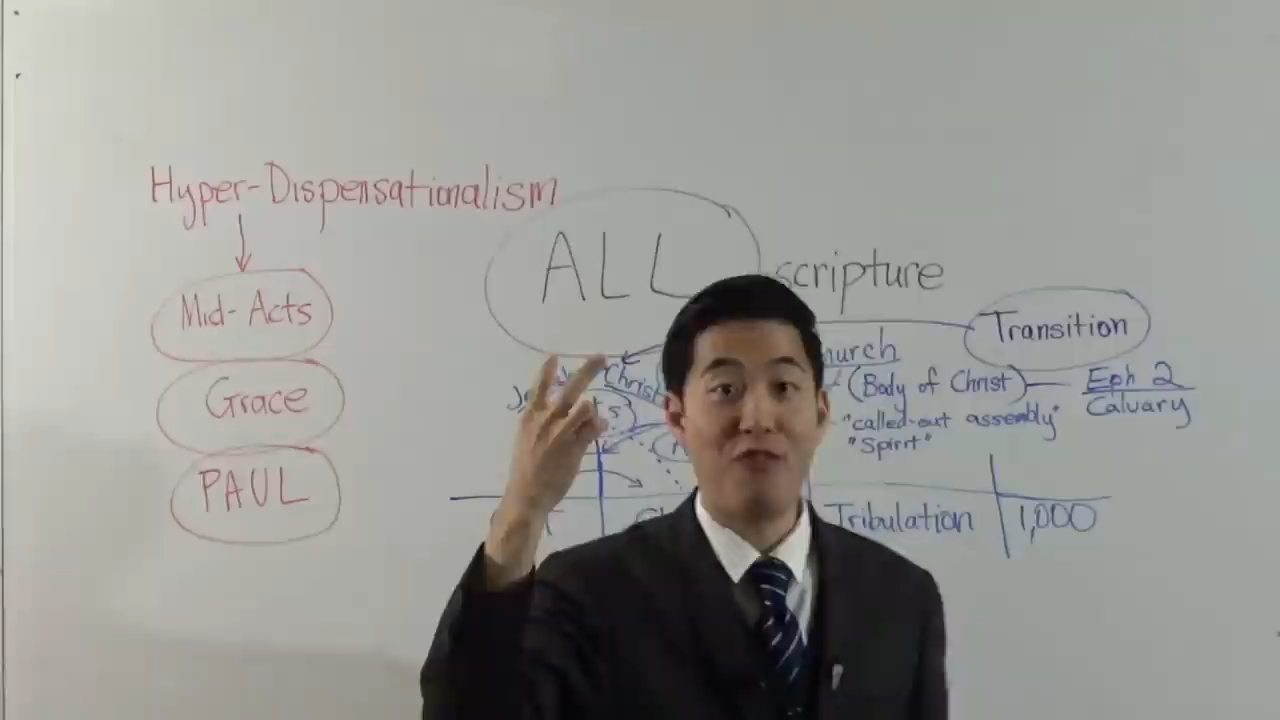 Hyper-Dispensationalism
Mid-Acts
Grace
PAUL
ALL
scripture
Transition
(Body of Christ)
Eph 2
Calvary
"called-out assembly"
"Spirit"
Christ
Tribulation
1,000